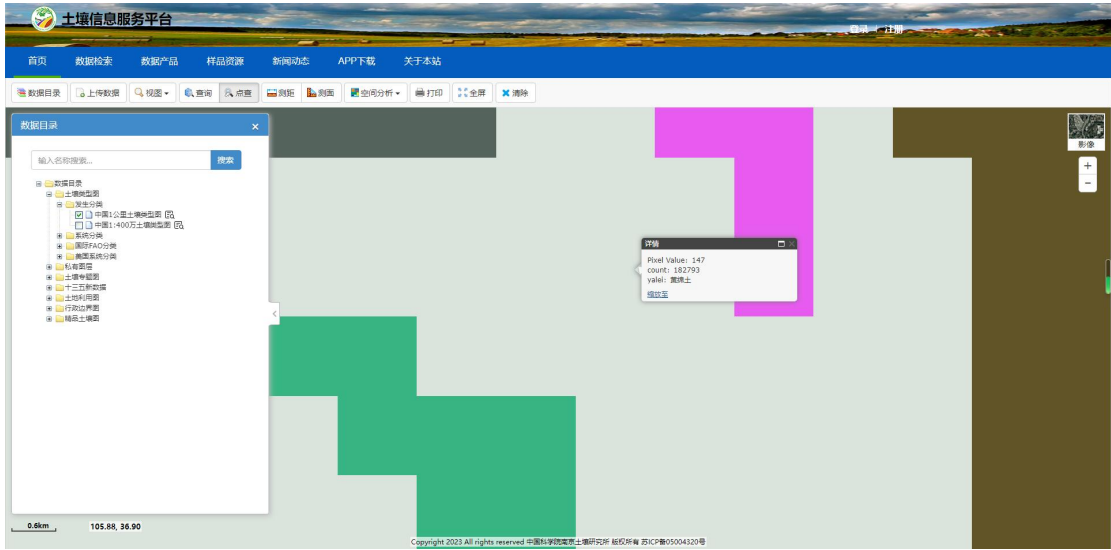 土壤信息服务平台
登录 / 注册
首页 数据检索 数据产品 样品资源 新闻动态 APP下载 关于本站
数据目录 上传数据 视图 查询 点查 测距 测面 空间分析 打印 全屏 清除
数据目录 ×
影像
输入名称搜索... 搜索
+
−
数据目录
土壤类型图
发生分类
中国1公里土壤类型图
中国1:400万土壤类型图
系统分类
国际FAO分类
美国系统分类
私有图层
土壤专题图
十三五新数据
土地利用图
行政边界图
精品土壤图
详情
Pixel Value: 147
count: 182793
yalei: 黄绵土
缩放至
0.6km 105.88, 36.90
Copyright 2023 All rights reserved 中国科学院南京土壤研究所 版权所有 苏ICP备05004320号